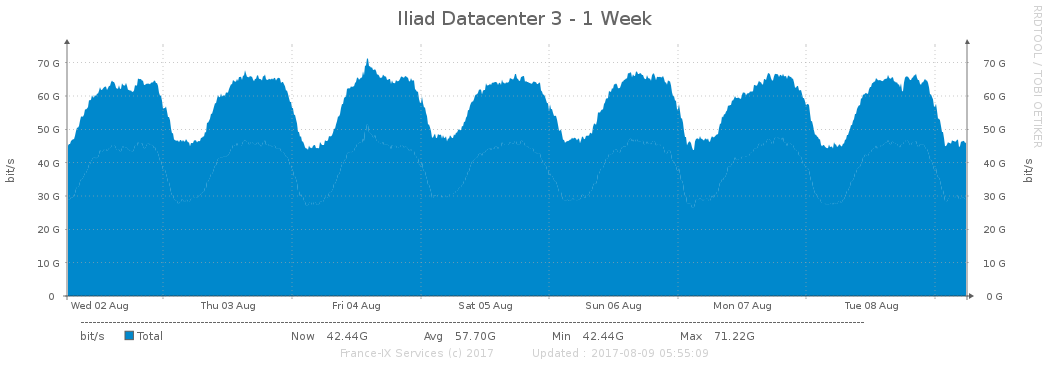 Iliad Datacenter 3 - 1 Week
RRDTOOL / TOBI OETIKER
bit/s
70 G 70 G
60 G 60 G
50 G 50 G
40 G 40 G
30 G 30 G
20 G 20 G
10 G 10 G
0 0 G
bit/s
Wed 02 Aug Thu 03 Aug Fri 04 Aug Sat 05 Aug Sun 06 Aug Mon 07 Aug Tue 08 Aug
bit/s Total Now 42.44G Avg 57.70G Min 42.44G Max 71.22G
France-IX Services (c) 2017 Updated : 2017-08-09 05:55:09